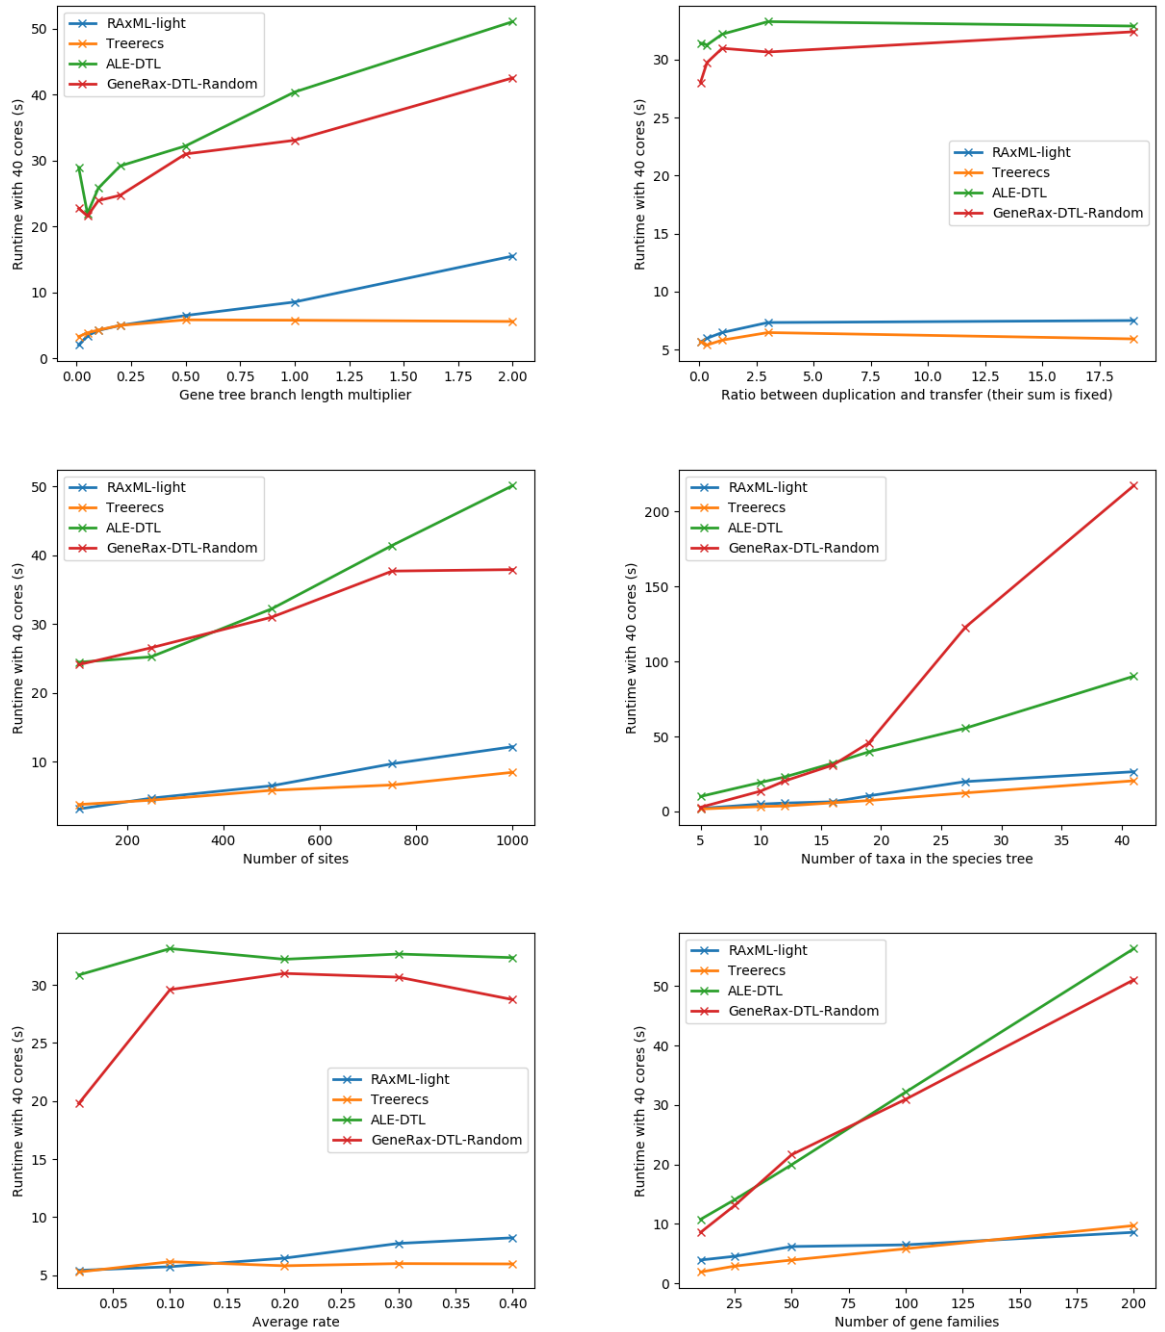 RAxML-light
Treerecs
ALE-DTL
GeneRax-DTL-Random
Runtime with 40 cores (s)
50
40
30
20
10
0
0.00 0.25 0.50 0.75 1.00 1.25 1.50 1.75 2.00
Gene tree branch length multiplier
RAxML-light
Treerecs
ALE-DTL
GeneRax-DTL-Random
Runtime with 40 cores (s)
30
25
20
15
10
5
0.0 2.5 5.0 7.5 10.0 12.5 15.0 17.5
Ratio between duplication and transfer (their sum is fixed)
RAxML-light
Treerecs
ALE-DTL
GeneRax-DTL-Random
Runtime with 40 cores (s)
50
40
30
20
10
200 400 600 800 1000
Number of sites
RAxML-light
Treerecs
ALE-DTL
GeneRax-DTL-Random
Runtime with 40 cores (s)
200
150
100
50
0
5 10 15 20 25 30 35 40
Number of taxa in the species tree
RAxML-light
Treerecs
ALE-DTL
GeneRax-DTL-Random
Runtime with 40 cores (s)
30
25
20
15
10
5
0.05 0.10 0.15 0.20 0.25 0.30 0.35 0.40
Average rate
RAxML-light
Treerecs
ALE-DTL
GeneRax-DTL-Random
Runtime with 40 cores (s)
50
40
30
20
10
0
25 50 75 100 125 150 175 200
Number of gene families